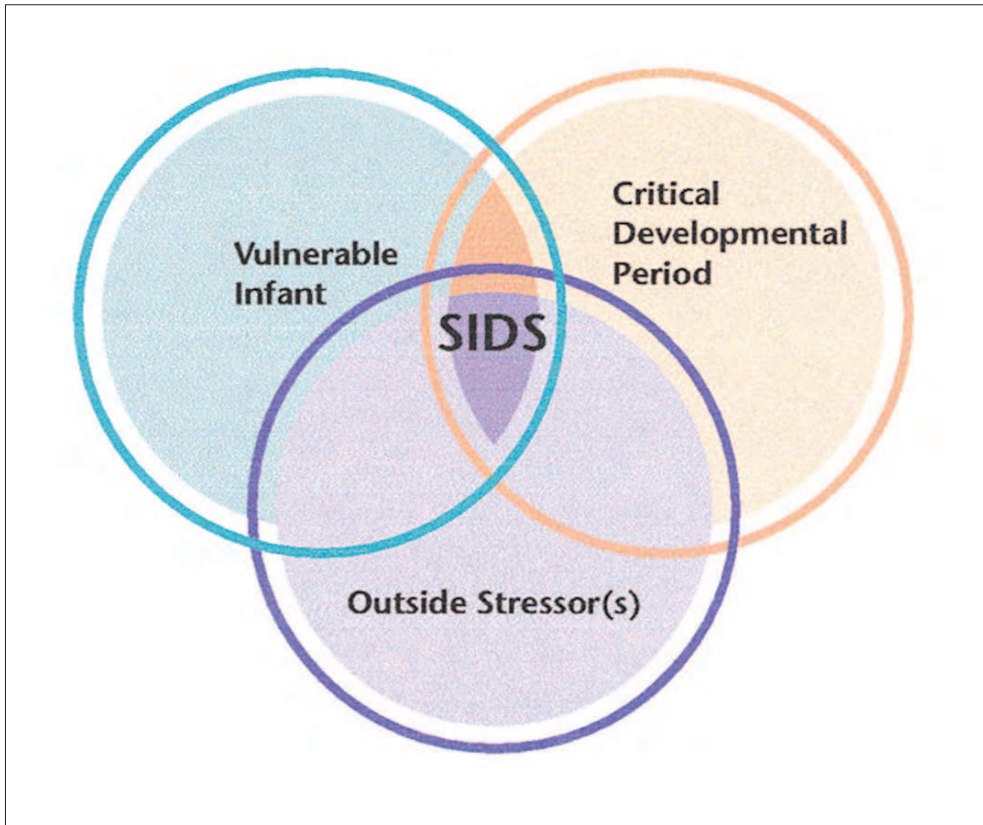 Critical
Developmental
Period
Vulnerable
Infant
SIDS
Outside Stressor(s)